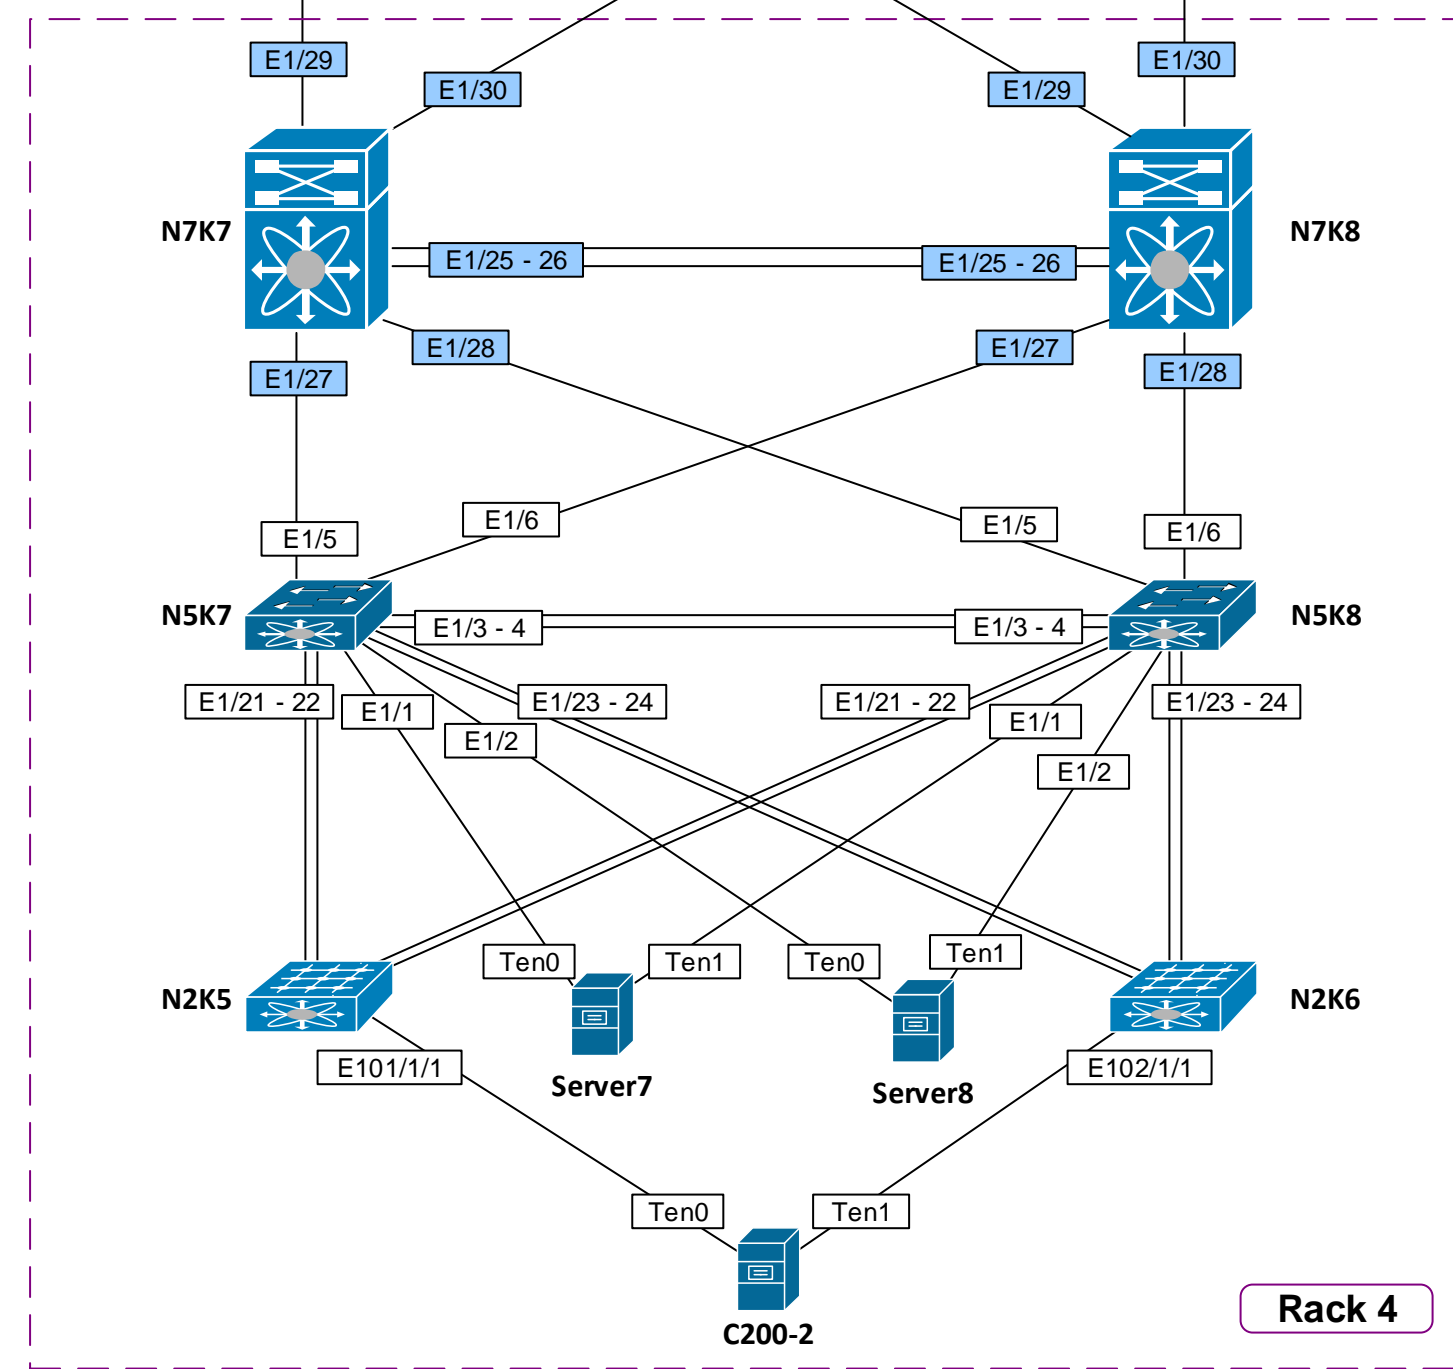 E1/29
E1/30
E1/30
E1/29
N7K7
N7K8
E1/25 - 26
E1/25 - 26
E1/28
E1/27
E1/27
E1/28
E1/6
E1/5
E1/5
E1/6
N5K7
N5K8
E1/3 - 4
E1/3 - 4
E1/21 - 22
E1/1
E1/23 - 24
E1/2
E1/21 - 22
E1/1
E1/23 - 24
E1/2
Ten0
Ten1
Ten0
Ten1
N2K5
N2K6
E101/1/1
Server7
Server8
E102/1/1
Ten0
Ten1
C200-2
Rack 4